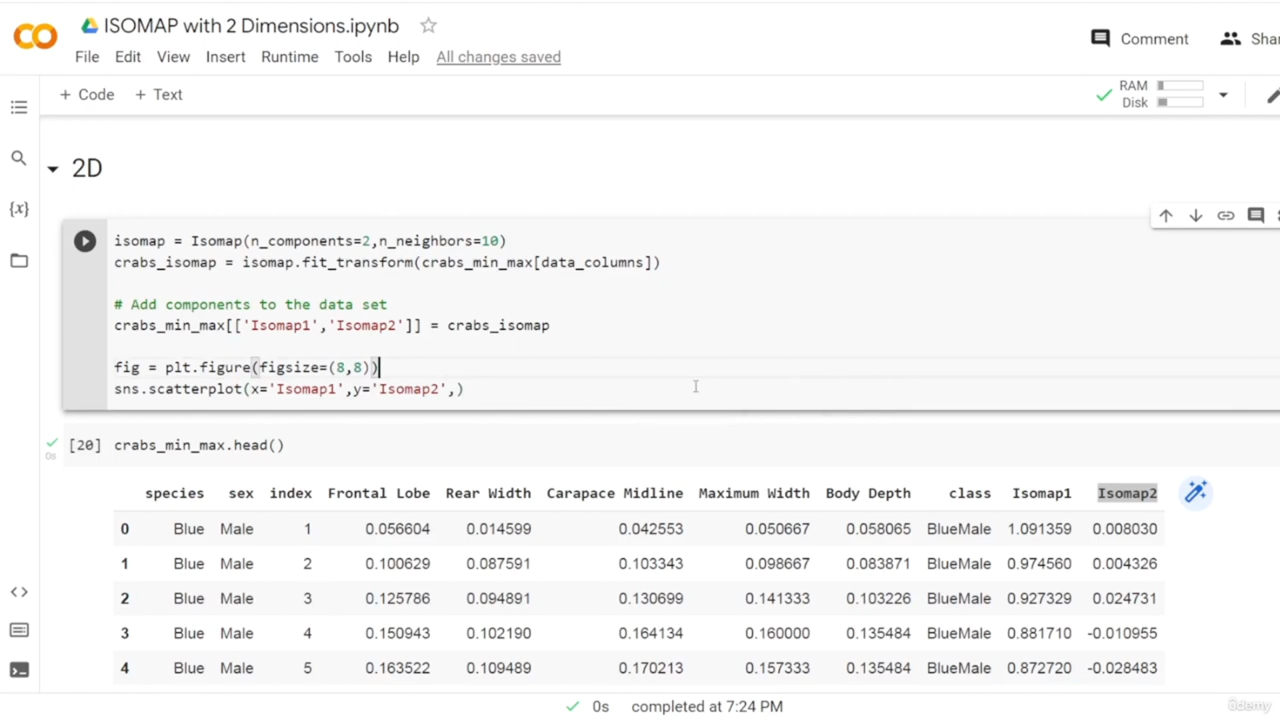 ISOMAP with 2 Dimensions.ipynb
File Edit View Insert Runtime Tools Help All changes saved
Comment Shar
+ Code + Text
RAM
Disk
2D
isomap = Isomap(n_components=2,n_neighbors=10)
crabs_isomap = isomap.fit_transform(crabs_min_max[data_columns])
# Add components to the data set
crabs_min_max[['Isomap1','Isomap2']] = crabs_isomap
fig = plt.figure(figsize=(8,8))
sns.scatterplot(x='Isomap1',y='Isomap2',)
0s
[20] crabs_min_max.head()
species sex index Frontal Lobe Rear Width Carapace Midline Maximum Width Body Depth class Isomap1 Isomap2
0 Blue Male 1 0.056604 0.014599 0.042553 0.050667 0.058065 BlueMale 1.091359 0.008030
1 Blue Male 2 0.100629 0.087591 0.103343 0.098667 0.083871 BlueMale 0.974560 0.004326
2 Blue Male 3 0.125786 0.094891 0.130699 0.141333 0.103226 BlueMale 0.927329 0.024731
3 Blue Male 4 0.150943 0.102190 0.164134 0.160000 0.135484 BlueMale 0.881710 -0.010955
4 Blue Male 5 0.163522 0.109489 0.170213 0.157333 0.135484 BlueMale 0.872720 -0.028483
0s completed at 7:24 PM
Udemy